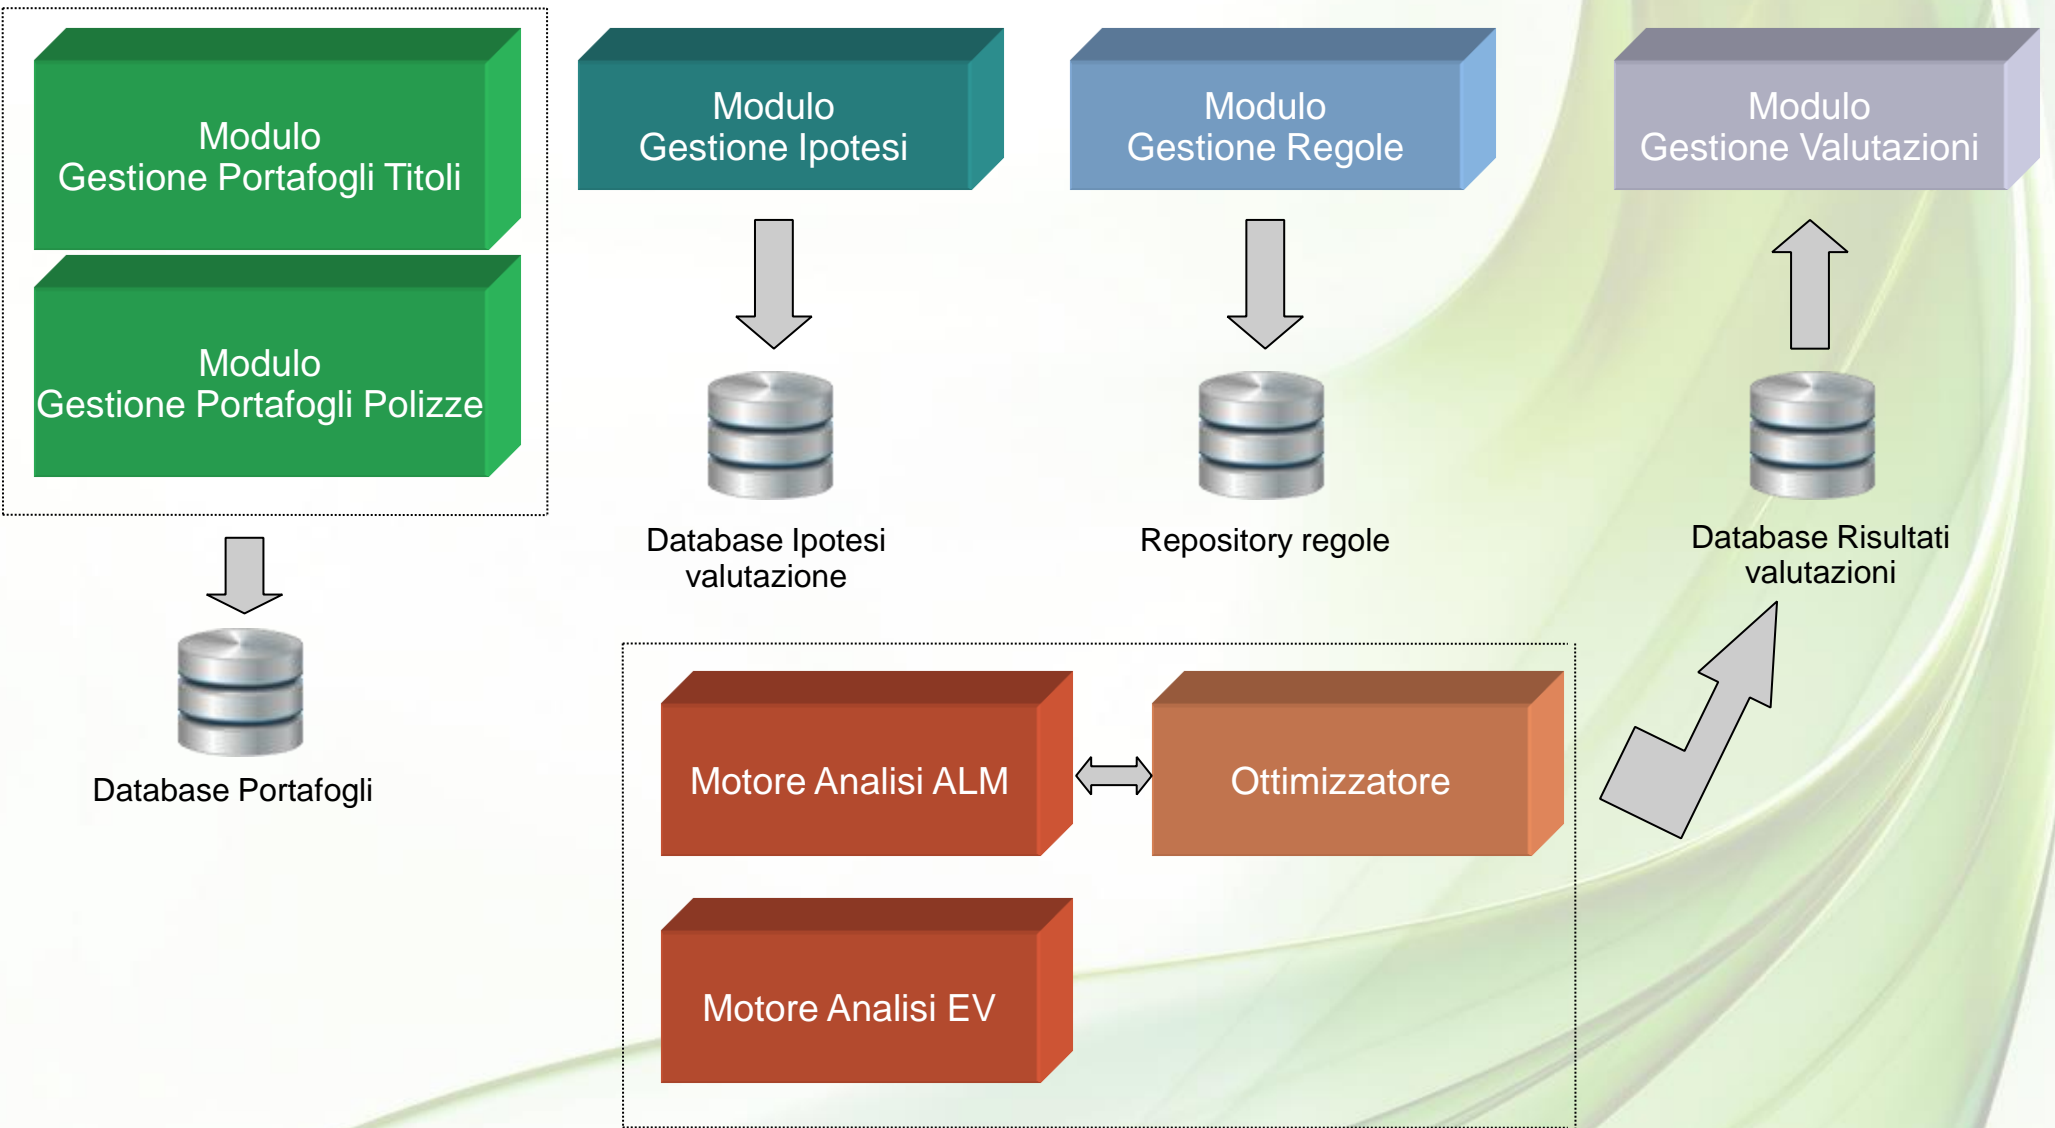 Modulo
Gestione Portafogli Titoli
Modulo
Gestione Portafogli Polizze
Database Portafogli
Modulo
Gestione Ipotesi
Database Ipotesi
valutazione
Modulo
Gestione Regole
Repository regole
Modulo
Gestione Valutazioni
Database Risultati
valutazioni
Motore Analisi ALM
Ottimizzatore
Motore Analisi EV